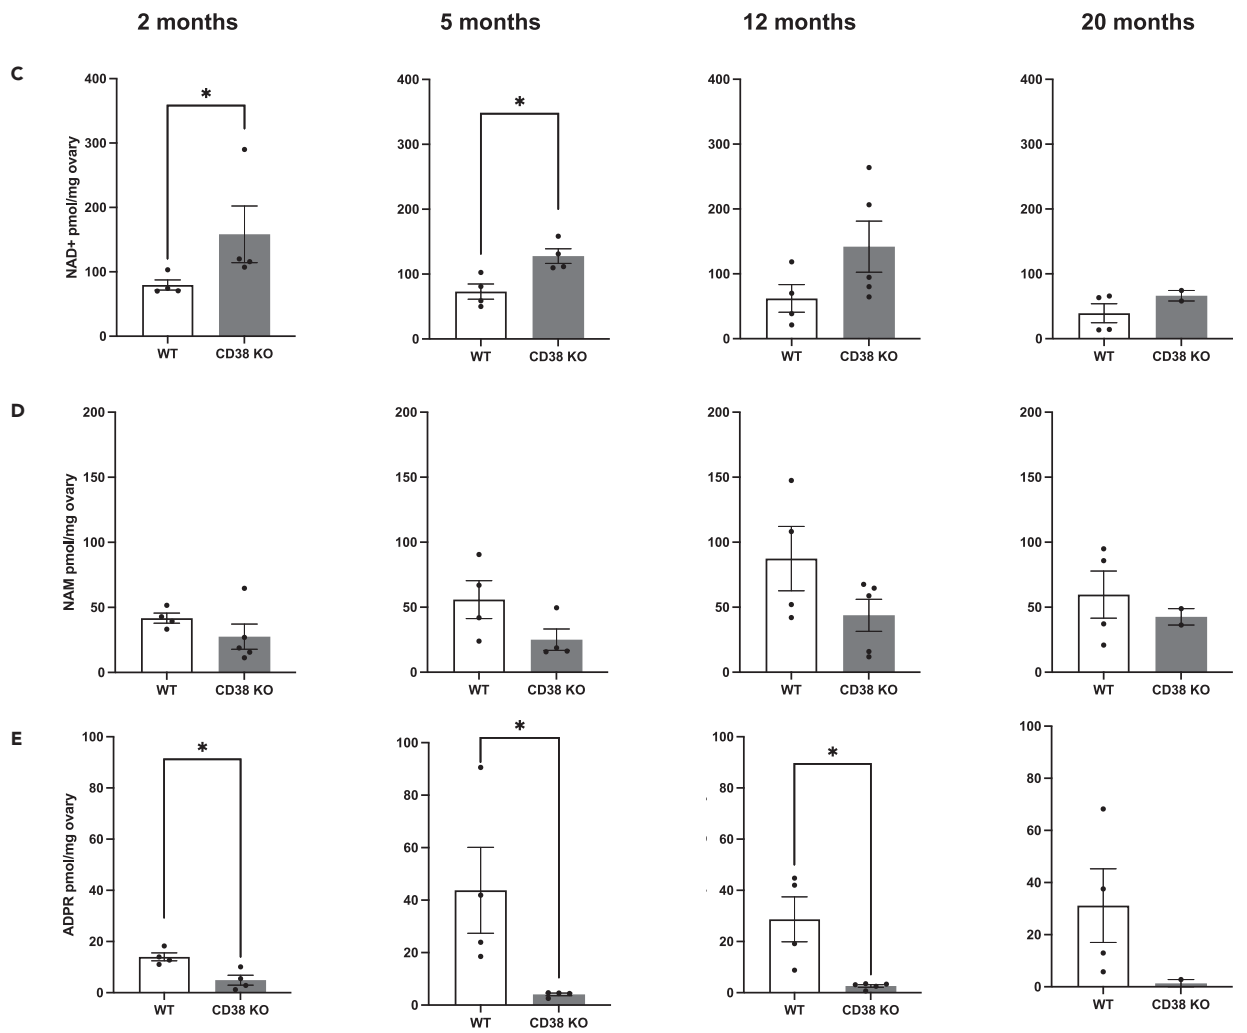 2 months 5 months 12 months 20 months
C
NAD+ pmol/mg ovary
400 400 400 400
* *
300 300 300 300
200 200 200 200
100 100 100 100
0 0 0 0
WT CD38 KO WT CD38 KO WT CD38 KO WT CD38 KO
D
NAM pmol/mg ovary
200 200 200 200
150 150 150 150
100 100 100 100
50 50 50 50
0 0 0 0
WT CD38 KO WT CD38 KO WT CD38 KO WT CD38 KO
E
ADPR pmol/mg ovary
100 100 100 100
* * *
80 80 80 80
60 60 60 60
40 40 40 40
20 20 20 20
0 0 0 0
WT CD38 KO WT CD38 KO WT CD38 KO WT CD38 KO